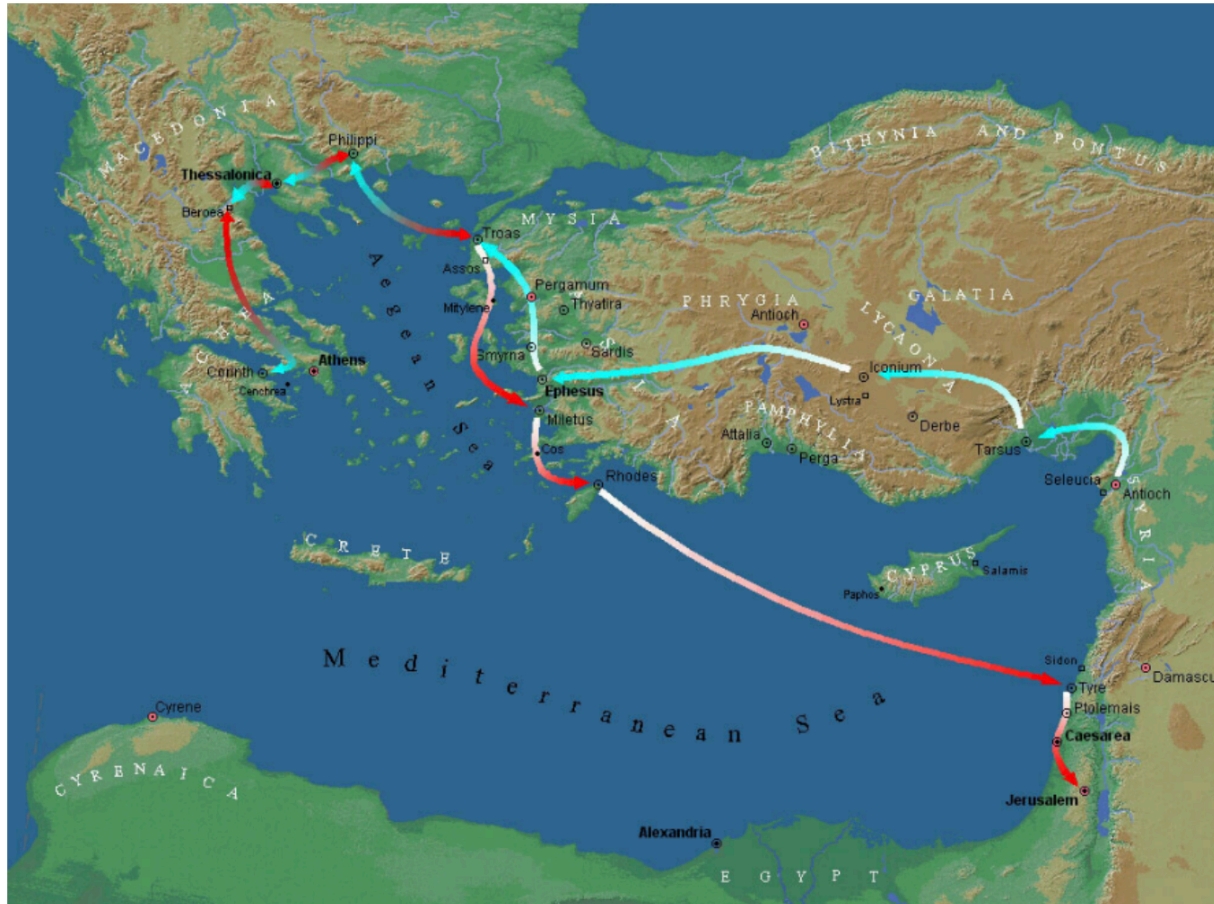 MACEDONIA
Philippi
Thessalonica
Beroea
BITHYNIA AND PONTUS
MYSIA
Troas
Assos
Aegean Sea
Mitylene
Pergamum
Thyatira
PHRYGIA
Antioch
GALATIA
LYCAONIA
ACHAEA
Smyrna
Sardis
ASIA
Corinth
Athens
Cenchrea
Ephesus
Iconium
Lystra
Miletus
Derbe
PAMPHYLIA
Attalia
Perga
Tarsus
Cos
Rhodes
Seleucia
Antioch
SYRIA
CRETE
CYPRUS
Salamis
Paphos
Mediterranean Sea
Sidon
Damascu
Tyre
Cyrene
Ptolemais
Caesarea
CYRENAICA
Jerusalem
Alexandria
EGYPT